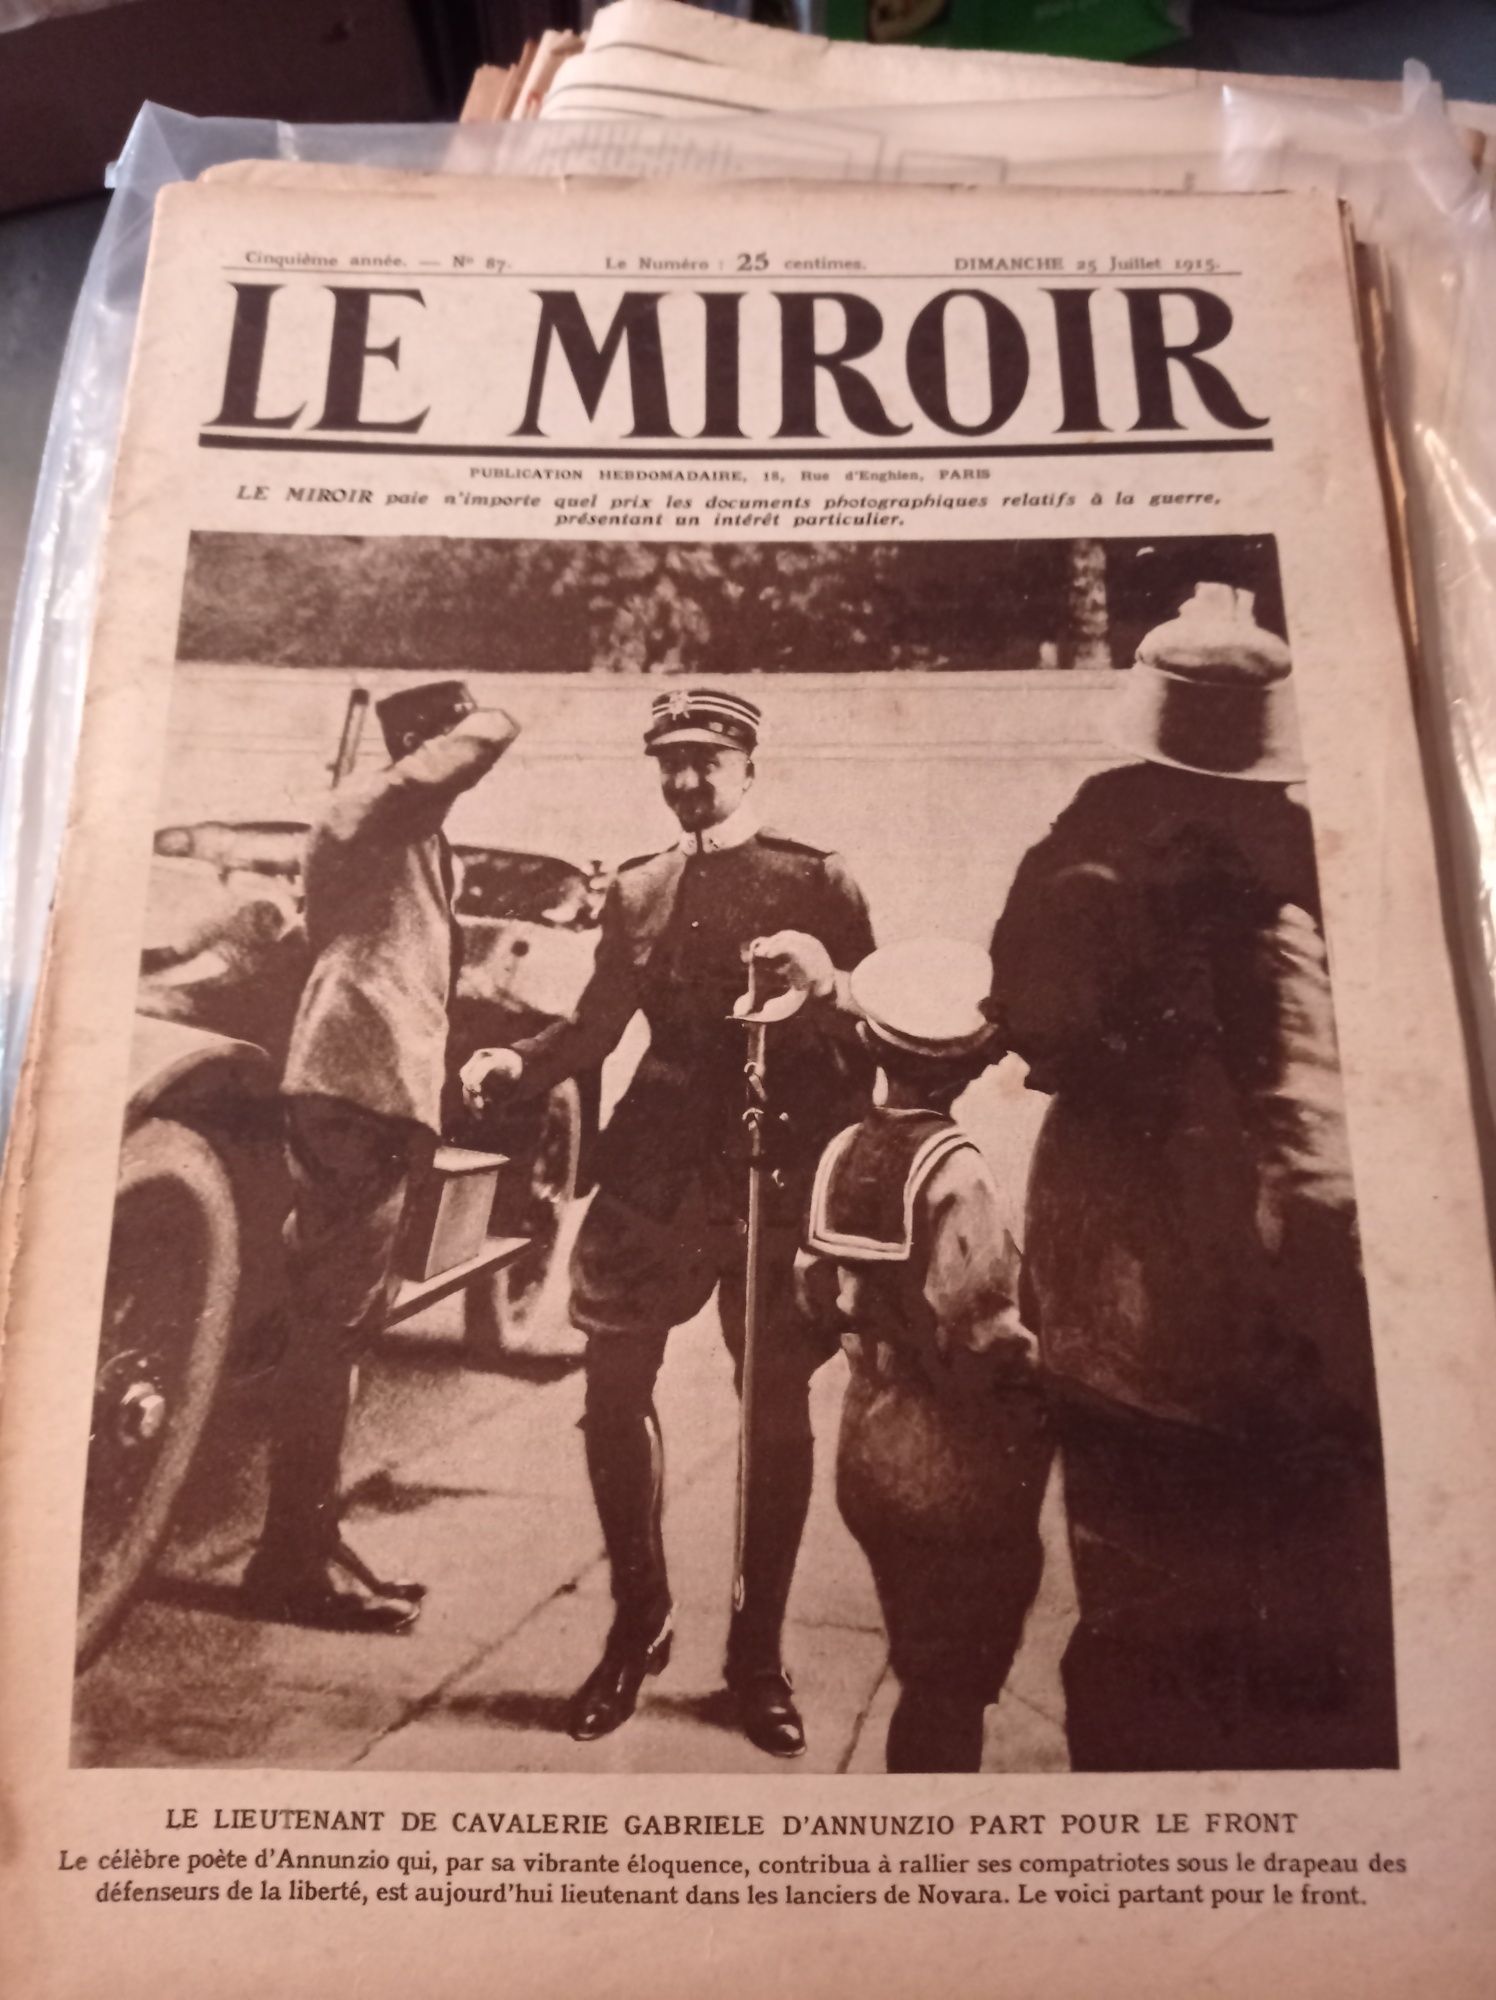 Cinquième année. — Nº 87.
Le Numéro : 25 centimes.
DIMANCHE 25 Juillet 1915.
LE MIROIR
PUBLICATION HEBDOMADAIRE, 18, Rue d'Enghien, PARIS
LE MIROIR paie n'importe quel prix les documents photographiques relatifs à la guerre,
présentant un intérêt particulier.
LE LIEUTENANT DE CAVALERIE GABRIELE D'ANNUNZIO PART POUR LE FRONT
Le célèbre poète d'Annunzio qui, par sa vibrante éloquence, contribua à rallier ses compatriotes sous le drapeau des
défenseurs de la liberté, est aujourd'hui lieutenant dans les lanciers de Novara. Le voici partant pour le front.